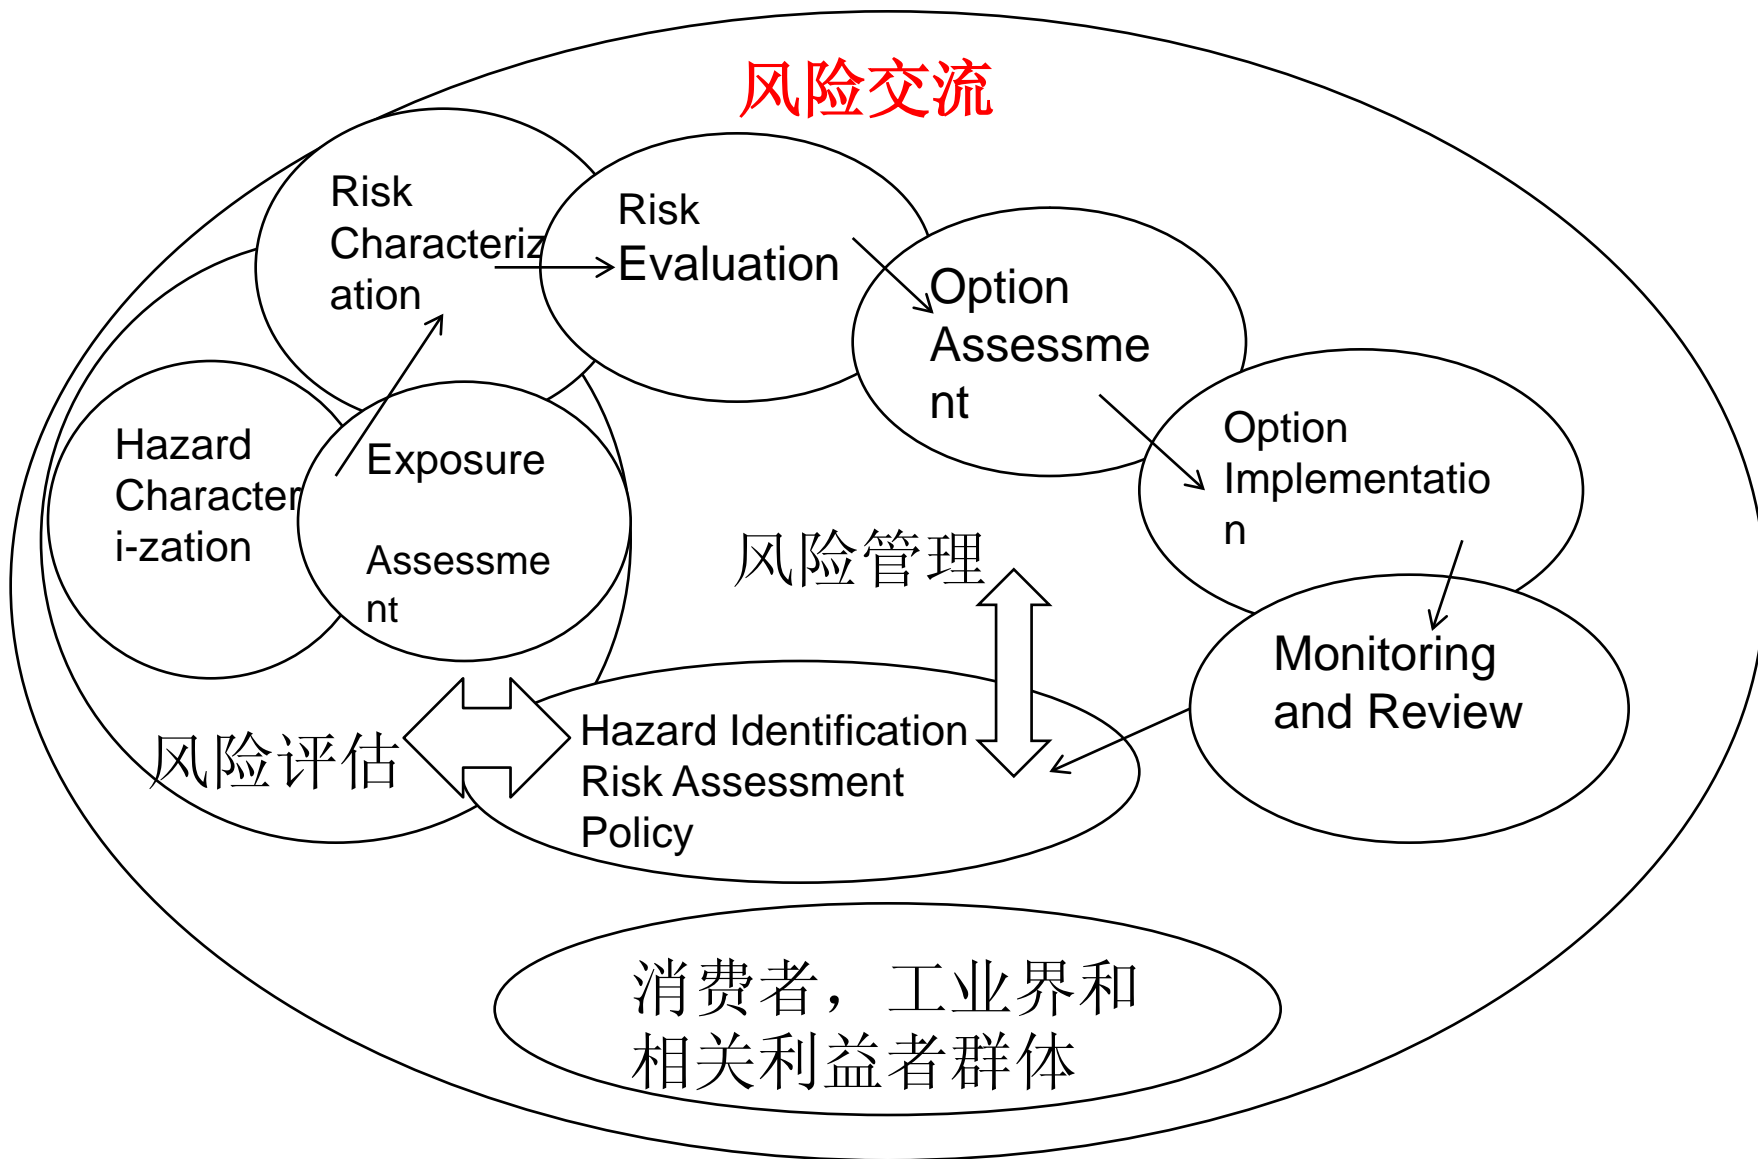 风险交流
Risk
Characteriz
ation
Risk
Evaluation
Option
Assessme
nt
Option
Implementatio
n
Hazard
Character
i-zation
Exposure
Assessme
nt
风险管理
Monitoring
and Review
风险评估
Hazard Identification
Risk Assessment
Policy
消费者，工业界和
相关利益者群体